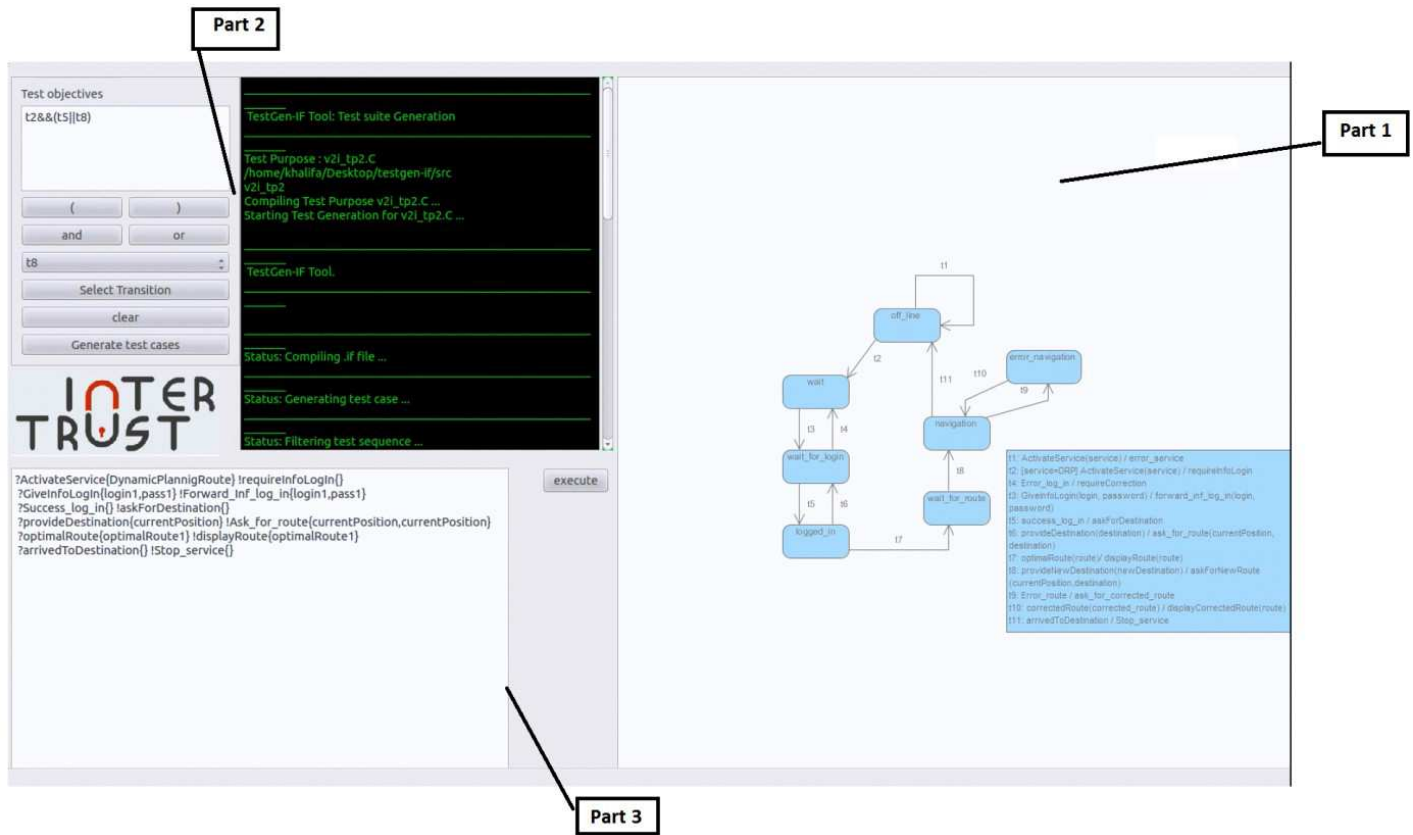 Part 2
Part 1
Test objectives
t2&&(t5||t8)
( )
and or
t8
Select Transition
clear
Generate test cases
INTER
TRUST
TestGen-IF Tool: Test suite Generation
Test Purpose : v2i_tp2.C
/home/khalifa/Desktop/testgen-if/src
v2i_tp2
Compiling Test Purpose v2i_tp2.C ...
Starting Test Generation for v2i_tp2.C ...
TestGen-IF Tool.
Status: Compiling .if file ...
Status: Generating test case ...
Status: Filtering test sequence ...
?ActivateService{DynamicPlannigRoute} !requireInfoLogIn{}
?GiveInfoLogIn{login1,pass1} !Forward_Inf_log_in{login1,pass1}
?Success_log_in{} !askForDestination{}
?provideDestination{currentPosition} !Ask_for_route{currentPosition,currentPosition}
?optimalRoute{optimalRoute1} !displayRoute{optimalRoute1}
?arrivedToDestination{} !Stop_service{}
execute
t1
off_line
t2
wait
t11
t10
error_navigation
t9
t3
t4
navigation
wait_for_login
t8
t5
t6
wait_for_route
logged_in
t7
t1: ActivateService(service) / error_service
t2: [service=DRP] ActivateService(service) / requireInfoLogin
t4: Error_log_in / requireCorrection
t3: GiveInfoLogin(login, password) / forward_inf_log_in(login,
password)
t5: success_log_in / askForDestination
t6: provideDestination(destination) / ask_for_route(currentPosition,
destination)
t7: optimalRoute(route)/ displayRoute(route)
t8: provideNewDestination(newDestination) / askForNewRoute
(currentPosition,destination)
t9: Error_route / ask_for_corrected_route
t10: correctedRoute(corrected_route) / displayCorrectedRoute(route)
t11: arrivedToDestination / Stop_service
Part 3